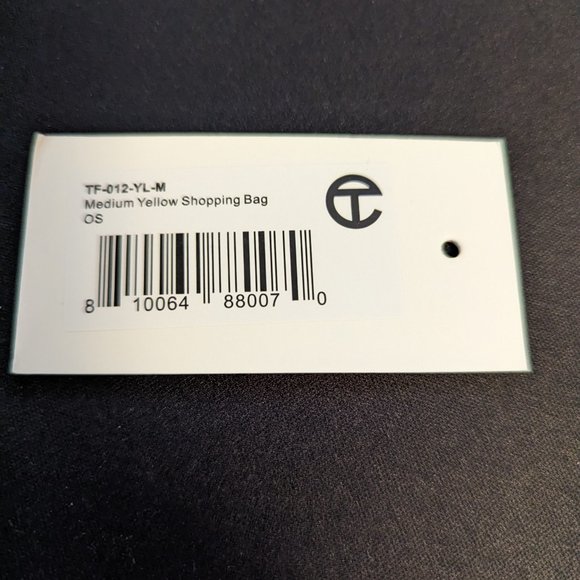 TF-012-YL-M
Medium Yellow Shopping Bag
OS
8 10064 88007 0